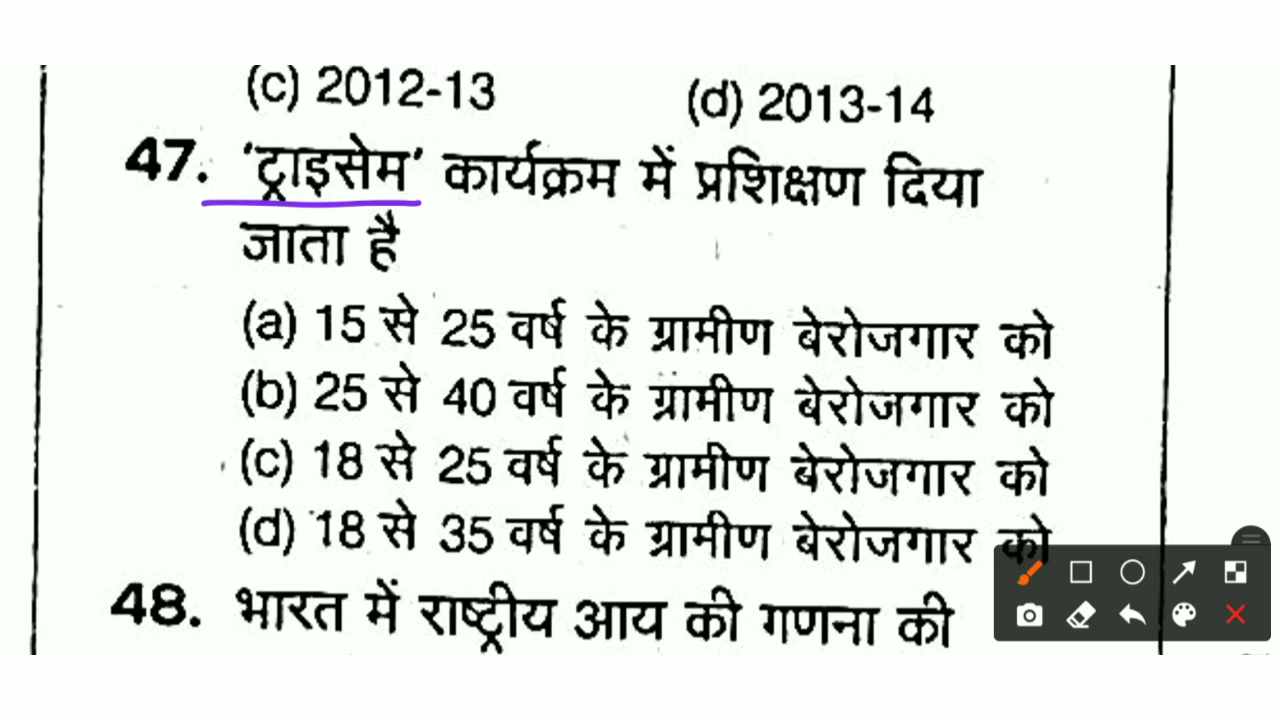 (c) 2012-13 (d) 2013-14
47. 'ट्राइसेम' कार्यक्रम में प्रशिक्षण दिया
जाता है
(a) 15 से 25 वर्ष के ग्रामीण बेरोजगार को
(b) 25 से 40 वर्ष के ग्रामीण बेरोजगार को
(c) 18 से 25 वर्ष के ग्रामीण बेरोजगार को
(d) 18 से 35 वर्ष के ग्रामीण बेरोजगार को
48. भारत में राष्ट्रीय आय की गणना की